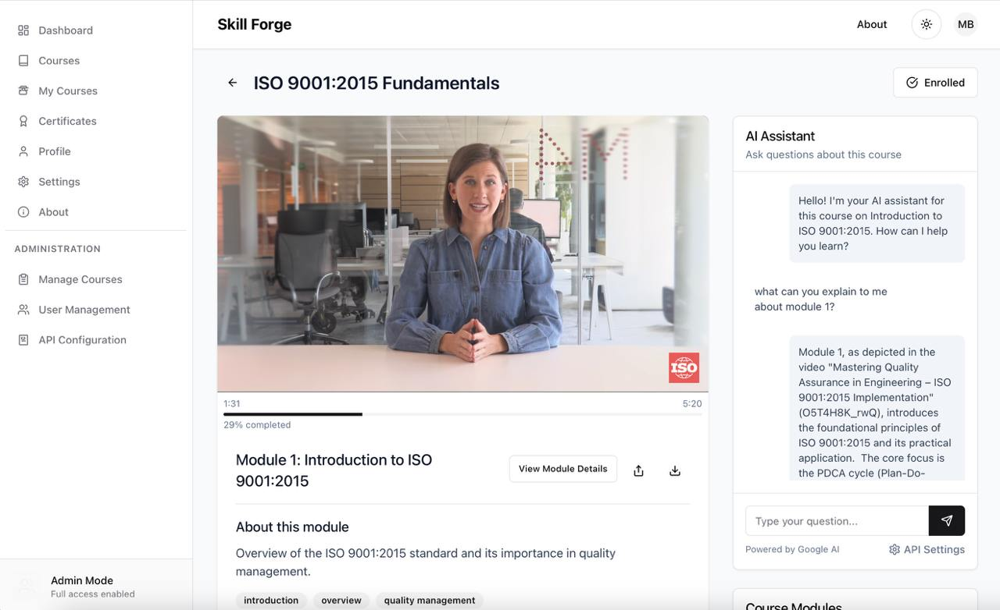 Dashboard
Courses
My Courses
Certificates
Profile
Settings
About
ADMINISTRATION
Manage Courses
User Management
API Configuration
Admin Mode
Full access enabled
Skill Forge
About
MB
ISO 9001:2015 Fundamentals
Enrolled
NM
ISO
1:31
5:20
29% completed
Module 1: Introduction to ISO
9001:2015
View Module Details
About this module
Overview of the ISO 9001:2015 standard and its importance in quality
management.
introduction
overview
quality management
AI Assistant
Ask questions about this course
Hello! I'm your AI assistant for
this course on Introduction to
ISO 9001:2015. How can I help
you learn?
what can you explain to me
about module 1?
Module 1, as depicted in the
video "Mastering Quality
Assurance in Engineering – ISO
9001:2015 Implementation"
(O5T4H8K_rwQ), introduces
the foundational principles of
ISO 9001:2015 and its practical
application. The core focus is
the PDCA cycle (Plan-Do-
Type your question...
Powered by Google AI
API Settings
Course Modules